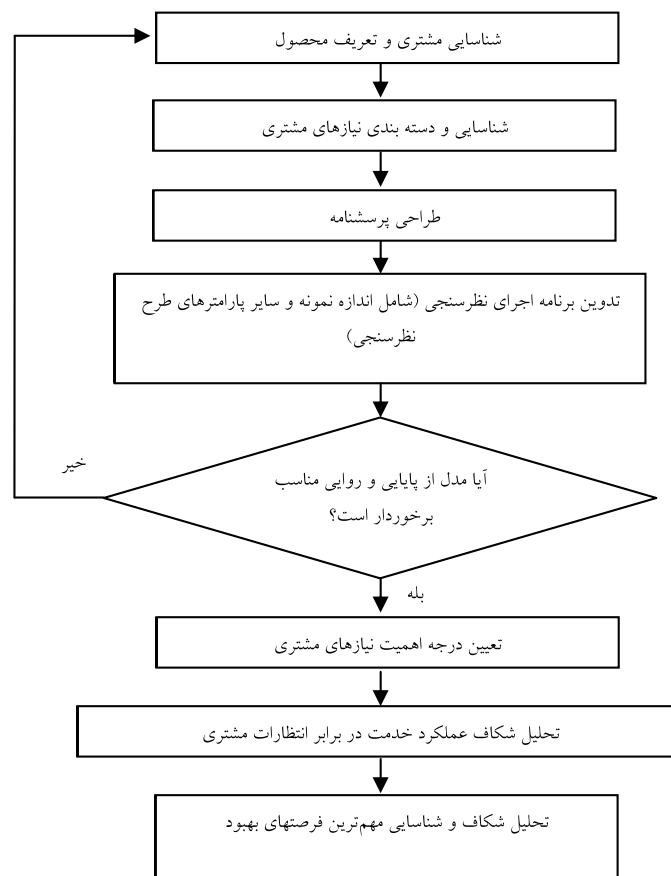 شناسایی مشتری و تعریف محصول
شناسایی و دسته بندی نیازهای مشتری
طراحی پرسشنامه
تدوین برنامه اجرای نظرسنجی (شامل اندازه نمونه و سایر پارامترهای طرح
نظرسنجی)
خیر
آیا مدل از پایایی و روایی مناسب
برخوردار است؟
بله
تعیین درجه اهمیت نیازهای مشتری
تحلیل شکاف عملکرد خدمت در برابر انتظارات مشتری
تحلیل شکاف و شناسایی مهم‌ترین فرصتهای بهبود